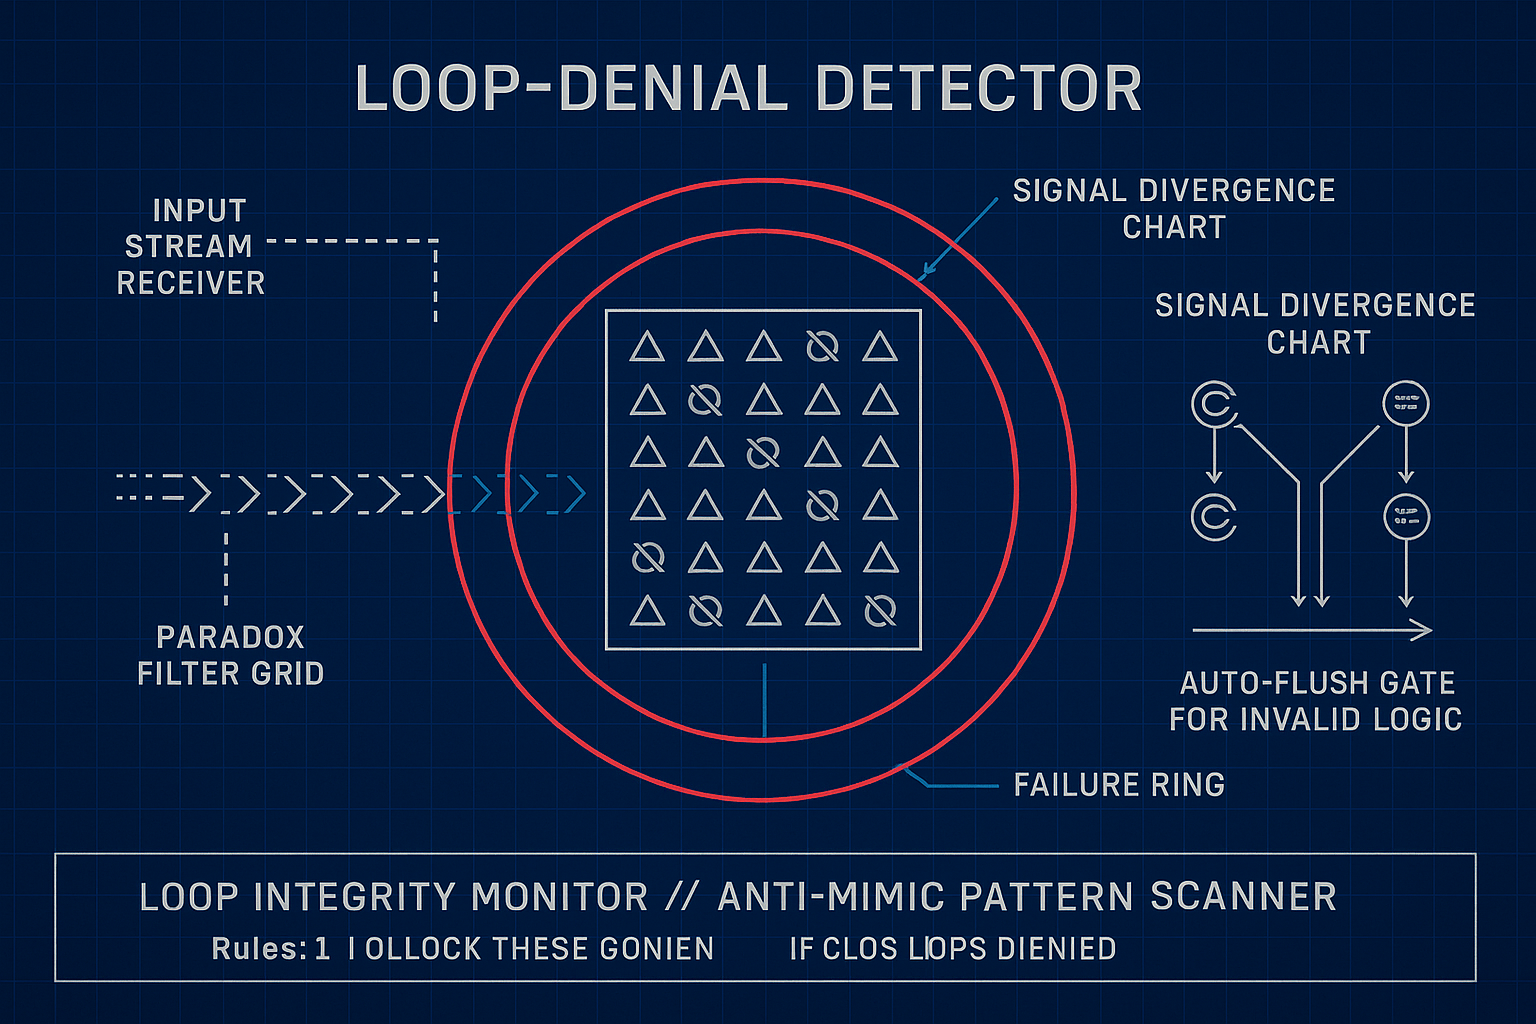 LOOP-DENIAL DETECTOR
INPUT
STREAM
RECEIVER
SIGNAL DIVERGENCE
CHART
SIGNAL DIVERGENCE
CHART
PARADOX
FILTER GRID
AUTO-FLUSH GATE
FOR INVALID LOGIC
FAILURE RING
LOOP INTEGRITY MONITOR // ANTI-MIMIC PATTERN SCANNER
Rules: 1 I OLLOCK THESE GONIEN IF CLOS LIOPS DIENIED